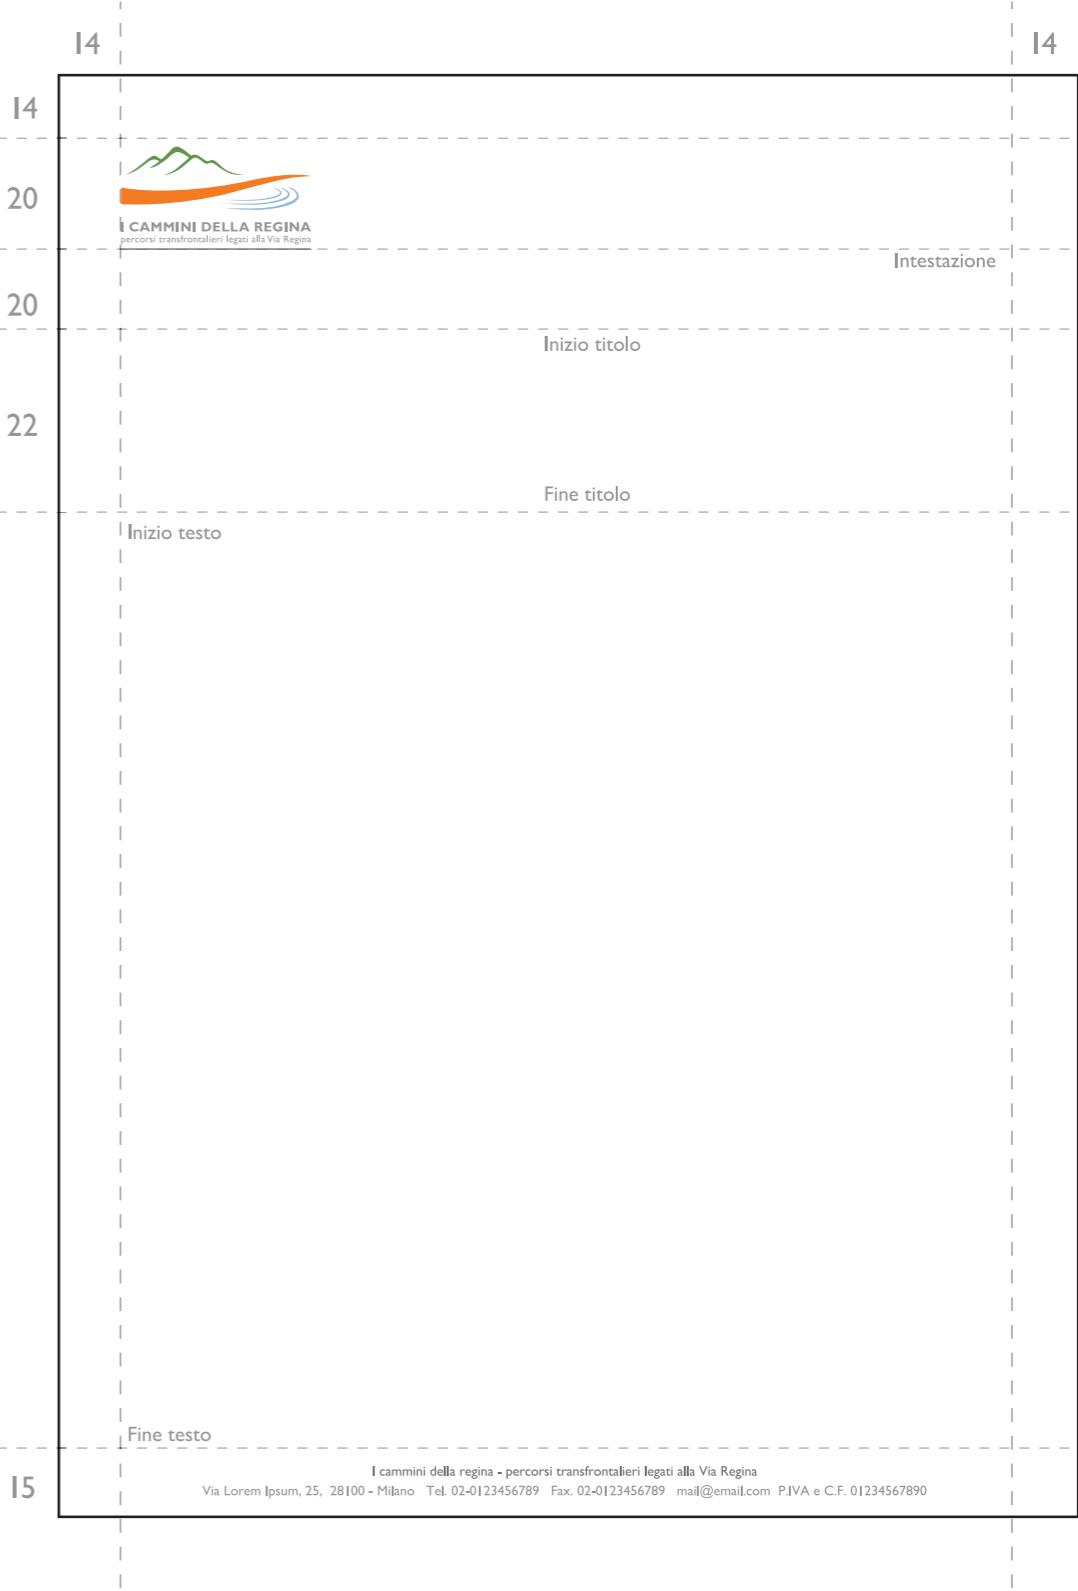 14
14
14
20
I CAMMINI DELLA REGINA
percorsi transfrontalieri legati alla Via Regina
Intestazione
20
Inizio titolo
22
Fine titolo
Inizio testo
Fine testo
I cammini della regina - percorsi transfrontalieri legati alla Via Regina
15
Via Lorem Ipsum, 25, 28100 - Milano Tel. 02-0123456789 Fax. 02-0123456789 mail@email.com P.IVA e C.F. 01234567890